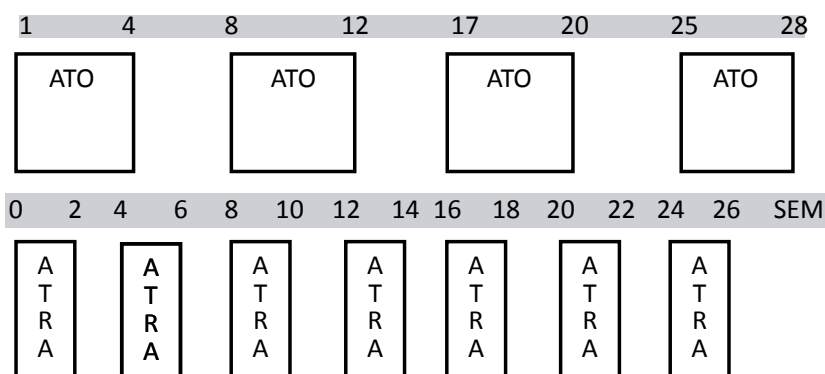 1 4 8 12 17 20 25 28
ATO ATO ATO ATO
0 2 4 6 8 10 12 14 16 18 20 22 24 26 SEM
A A A A A A A
T T T T T T T
R R R R R R R
A A A A A A A